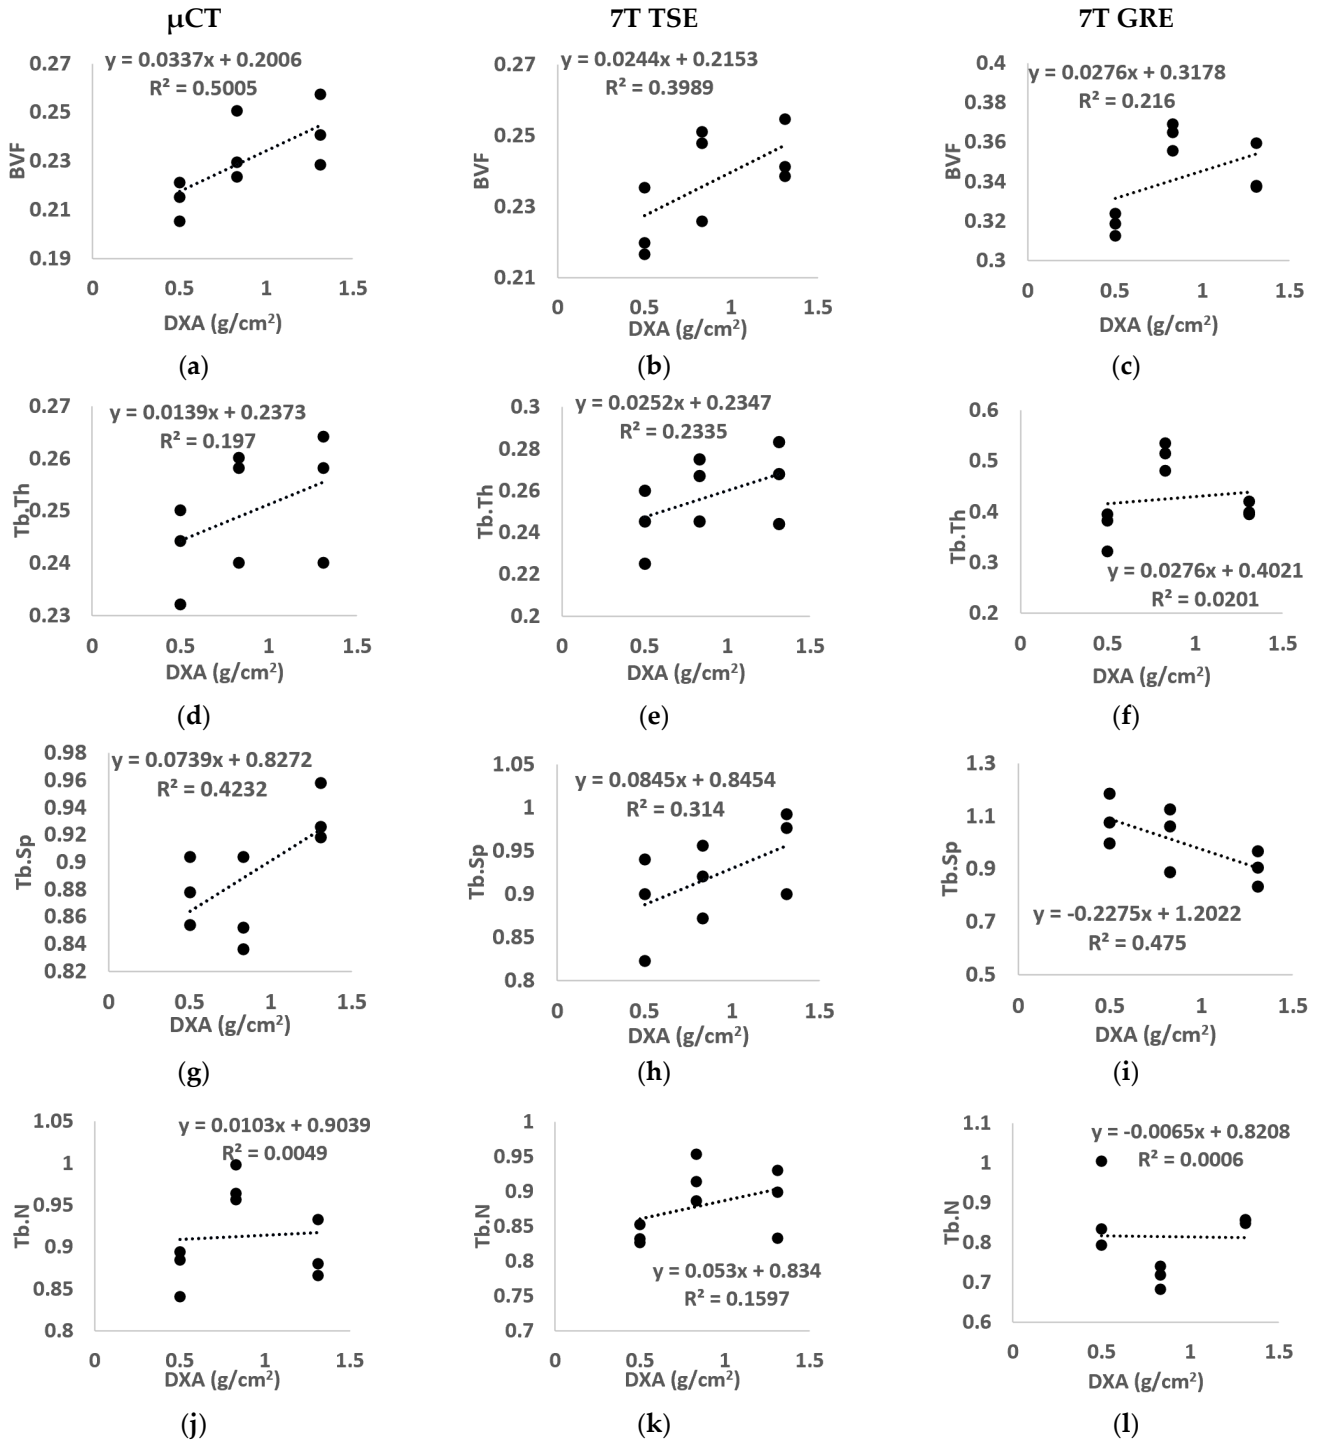 μCT
7T TSE
7T GRE
y = 0.0337x + 0.2006
R² = 0.5005
0.27
0.25
0.23
0.21
0.19
BVF
0 0.5 1 1.5
DXA (g/cm²)
(a)
y = 0.0244x + 0.2153
R² = 0.3989
0.27
0.25
0.23
0.21
BVF
0 0.5 1 1.5
DXA (g/cm²)
(b)
y = 0.0276x + 0.3178
R² = 0.216
0.4
0.38
0.36
0.34
0.32
0.3
BVF
0 0.5 1 1.5
DXA (g/cm²)
(c)
y = 0.0139x + 0.2373
R² = 0.197
0.27
0.26
0.25
0.24
0.23
Tb.Th
0 0.5 1 1.5
DXA (g/cm²)
(d)
y = 0.0252x + 0.2347
R² = 0.2335
0.3
0.28
0.26
0.24
0.22
0.2
Tb.Th
0 0.5 1 1.5
DXA (g/cm²)
(e)
0.6
0.5
0.4
0.3
0.2
Tb.Th
y = 0.0276x + 0.4021
R² = 0.0201
0 0.5 1 1.5
DXA (g/cm²)
(f)
y = 0.0739x + 0.8272
R² = 0.4232
0.98
0.96
0.94
0.92
0.9
0.88
0.86
0.84
0.82
Tb.Sp
0 0.5 1 1.5
DXA (g/cm²)
(g)
y = 0.0845x + 0.8454
R² = 0.314
1.05
1
0.95
0.9
0.85
0.8
Tb.Sp
0 0.5 1 1.5
DXA (g/cm²)
(h)
1.3
1.1
0.9
0.7
0.5
Tb.Sp
y = -0.2275x + 1.2022
R² = 0.475
0 0.5 1 1.5
DXA (g/cm²)
(i)
y = 0.0103x + 0.9039
R² = 0.0049
1.05
1
0.95
0.9
0.85
0.8
Tb.N
0 0.5 1 1.5
DXA (g/cm²)
(j)
1
0.95
0.9
0.85
0.8
0.75
0.7
Tb.N
y = 0.053x + 0.834
R² = 0.1597
0 0.5 1 1.5
DXA (g/cm²)
(k)
y = -0.0065x + 0.8208
R² = 0.0006
1.1
1
0.9
0.8
0.7
0.6
Tb.N
0 0.5 1 1.5
DXA (g/cm²)
(l)